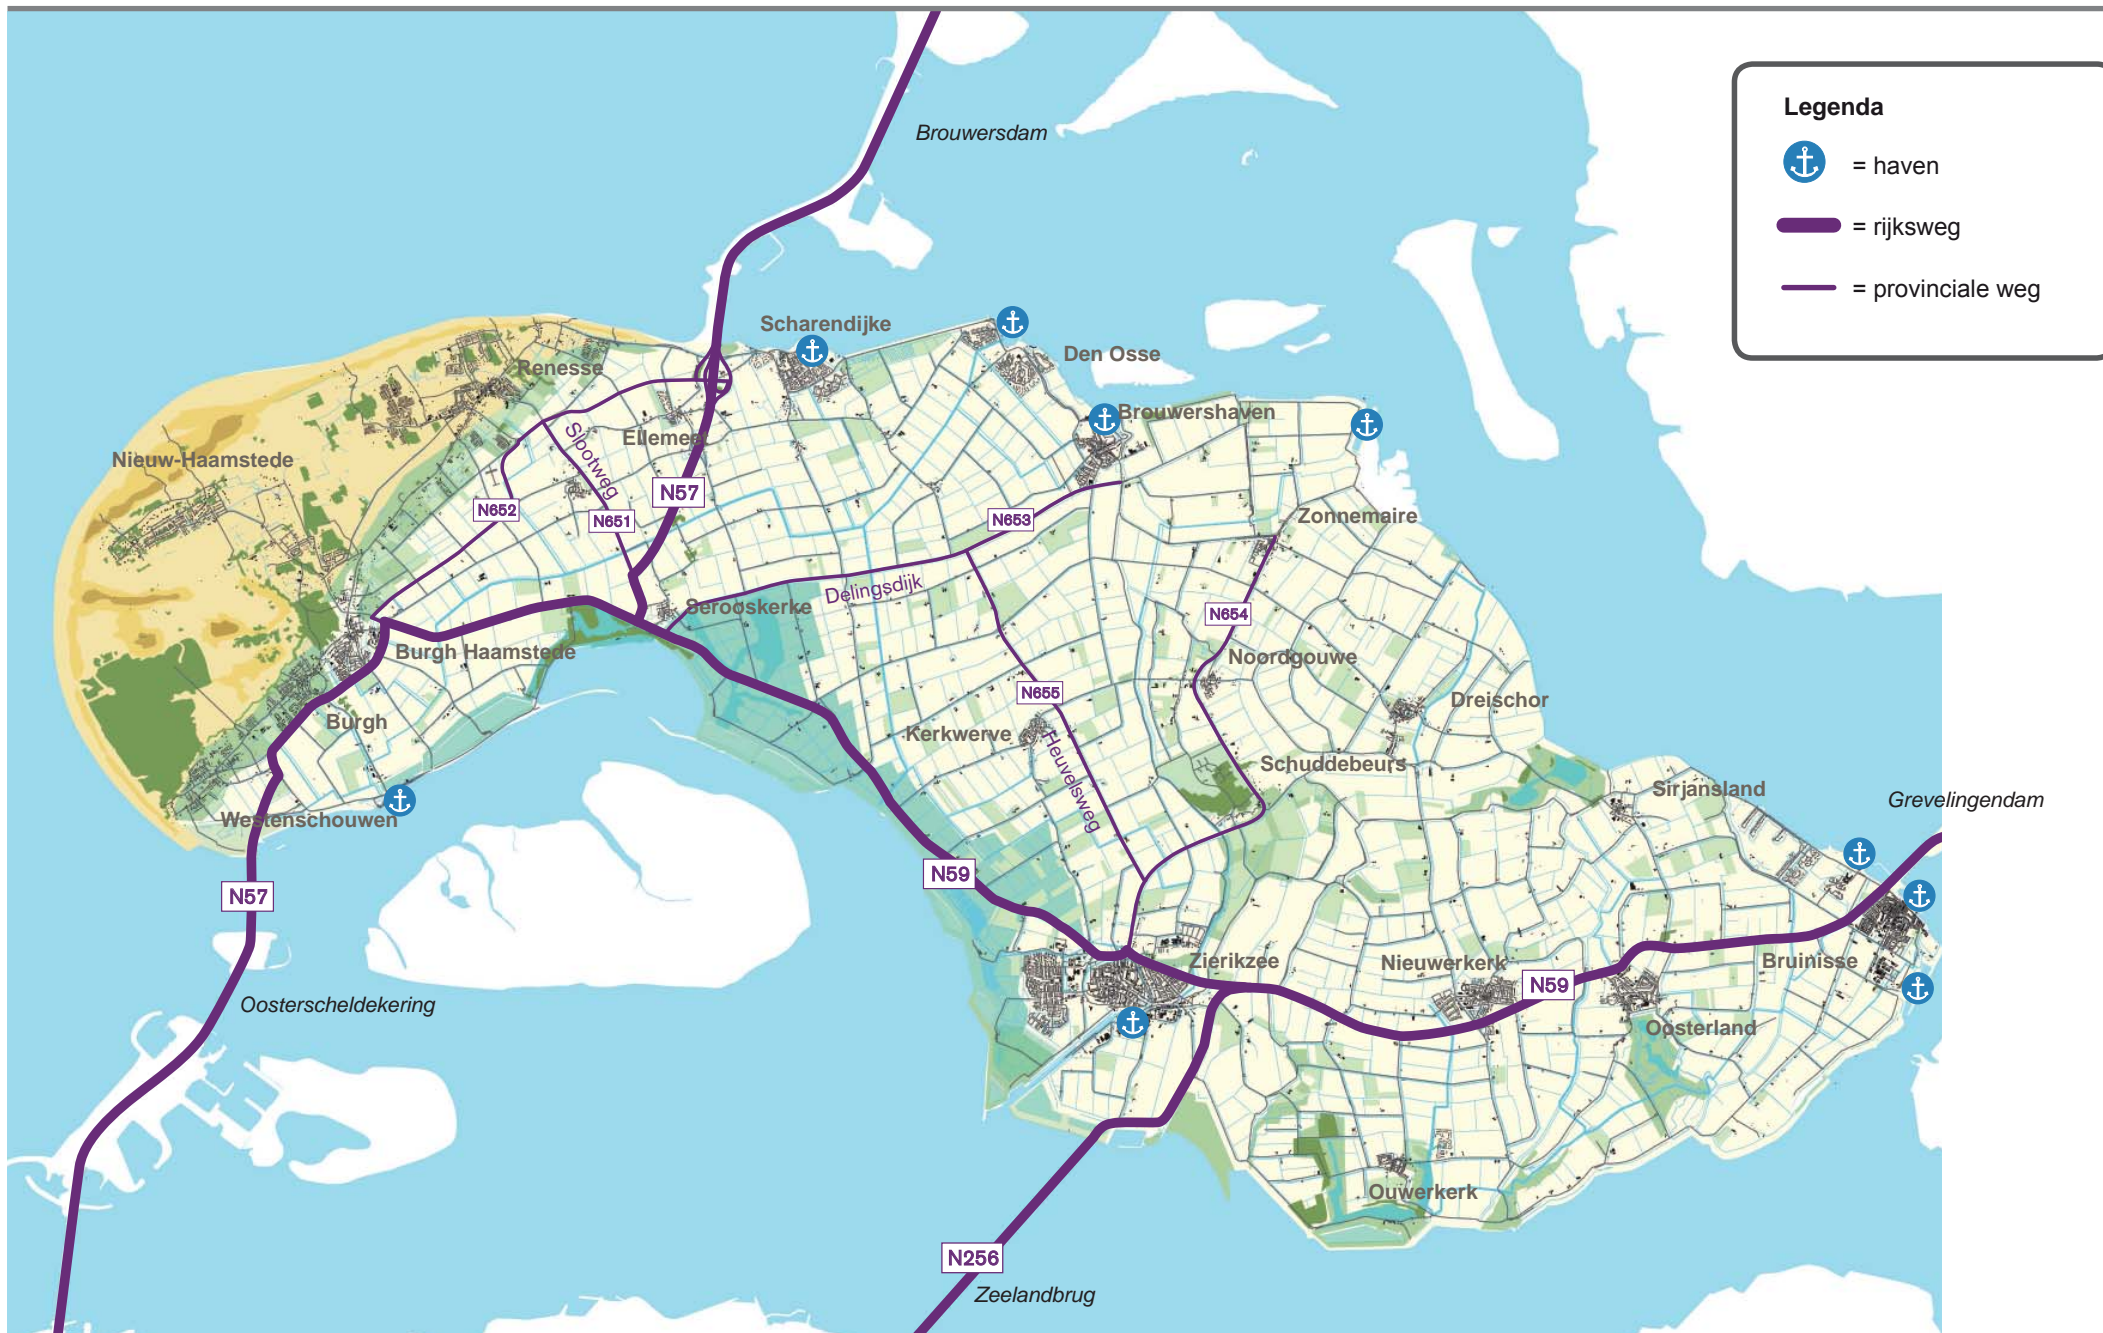 Legenda
= haven
= rijksweg
= provinciale weg
Brouwersdam
Scharendijke
Den Osse
Renesse
Brouwershaven
Ellemeet
Slootweg
Nieuw-Haamstede
N57
N652
N651
N653
Zonnemaire
Delingsdijk
Serooskerke
N654
Burgh Haamstede
Noordgouwe
N655
Dreischor
Burgh
Kerkwerve
Heuvelsweg
Schuddebeurs
Sirjansland
Grevelingendam
Westenschouwen
N59
N57
Zierikzee
Nieuwerkerk
Bruinisse
N59
Oosterscheldekering
Oosterland
Ouwerkerk
N256
Zeelandbrug